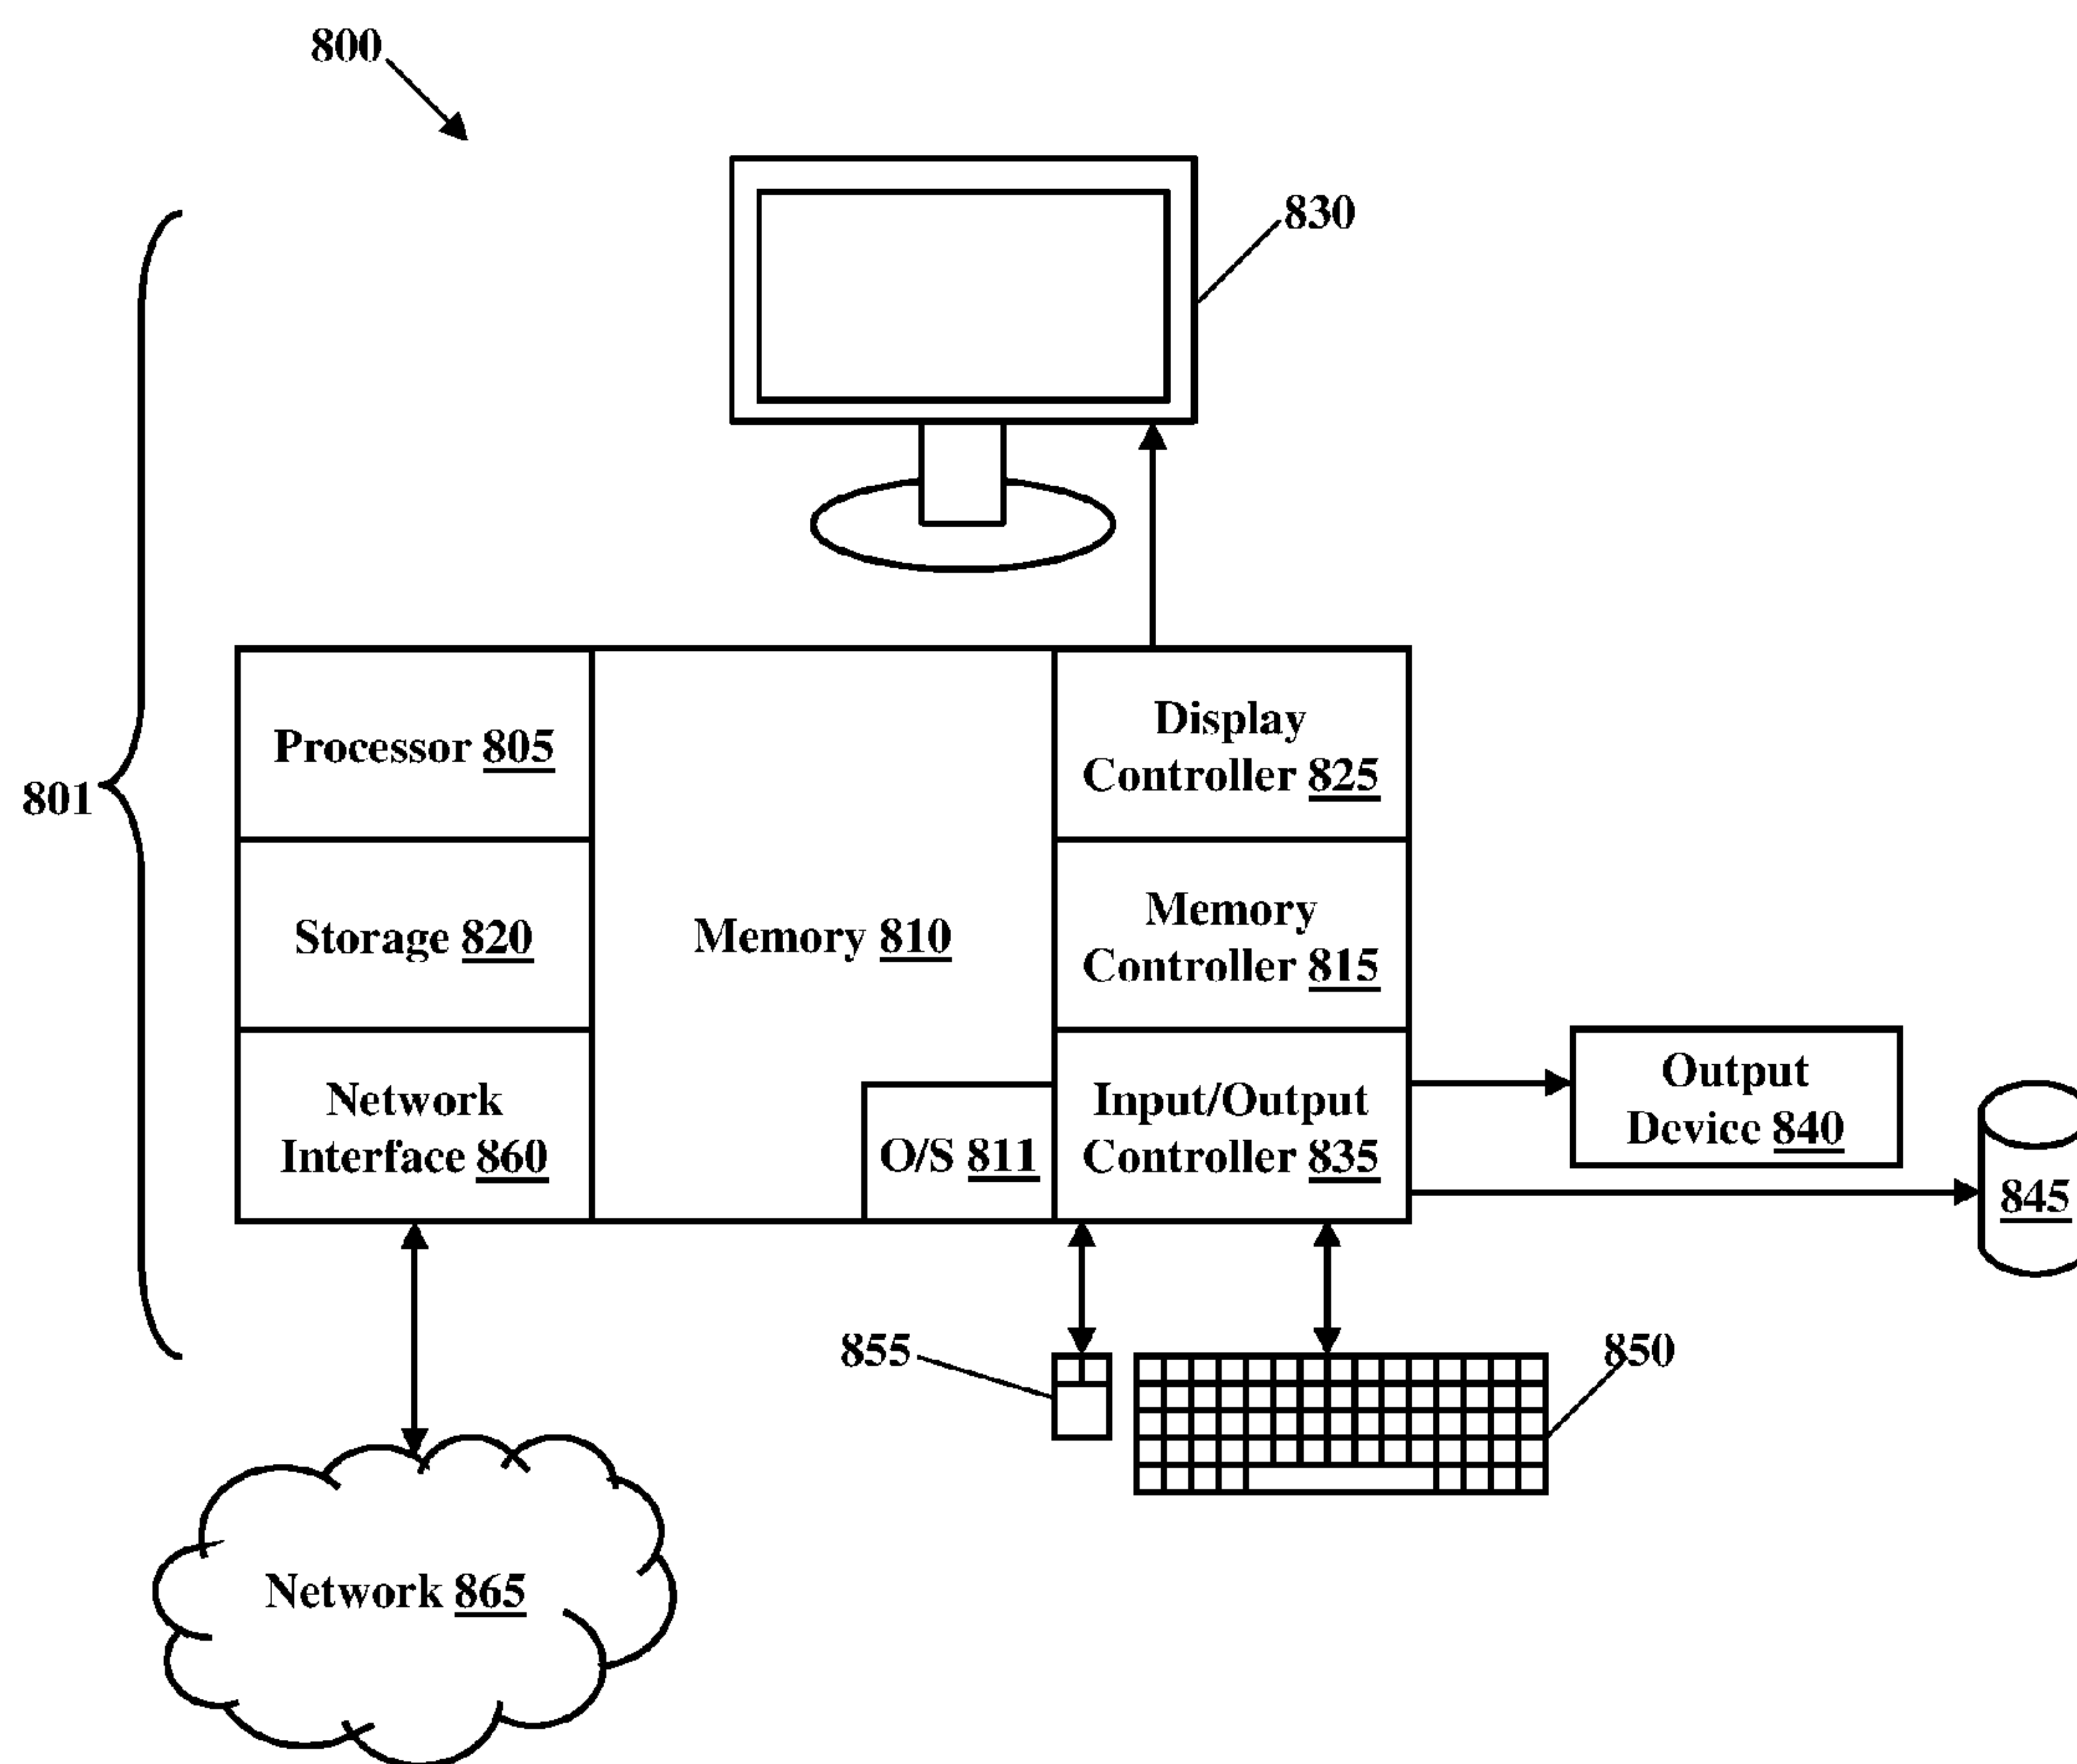 800
830
801
Processor 805
Storage 820
Network
Interface 860
Memory 810
O/S 811
Display
Controller 825
Memory
Controller 815
Input/Output
Controller 835
Output
Device 840
845
855
850
Network 865